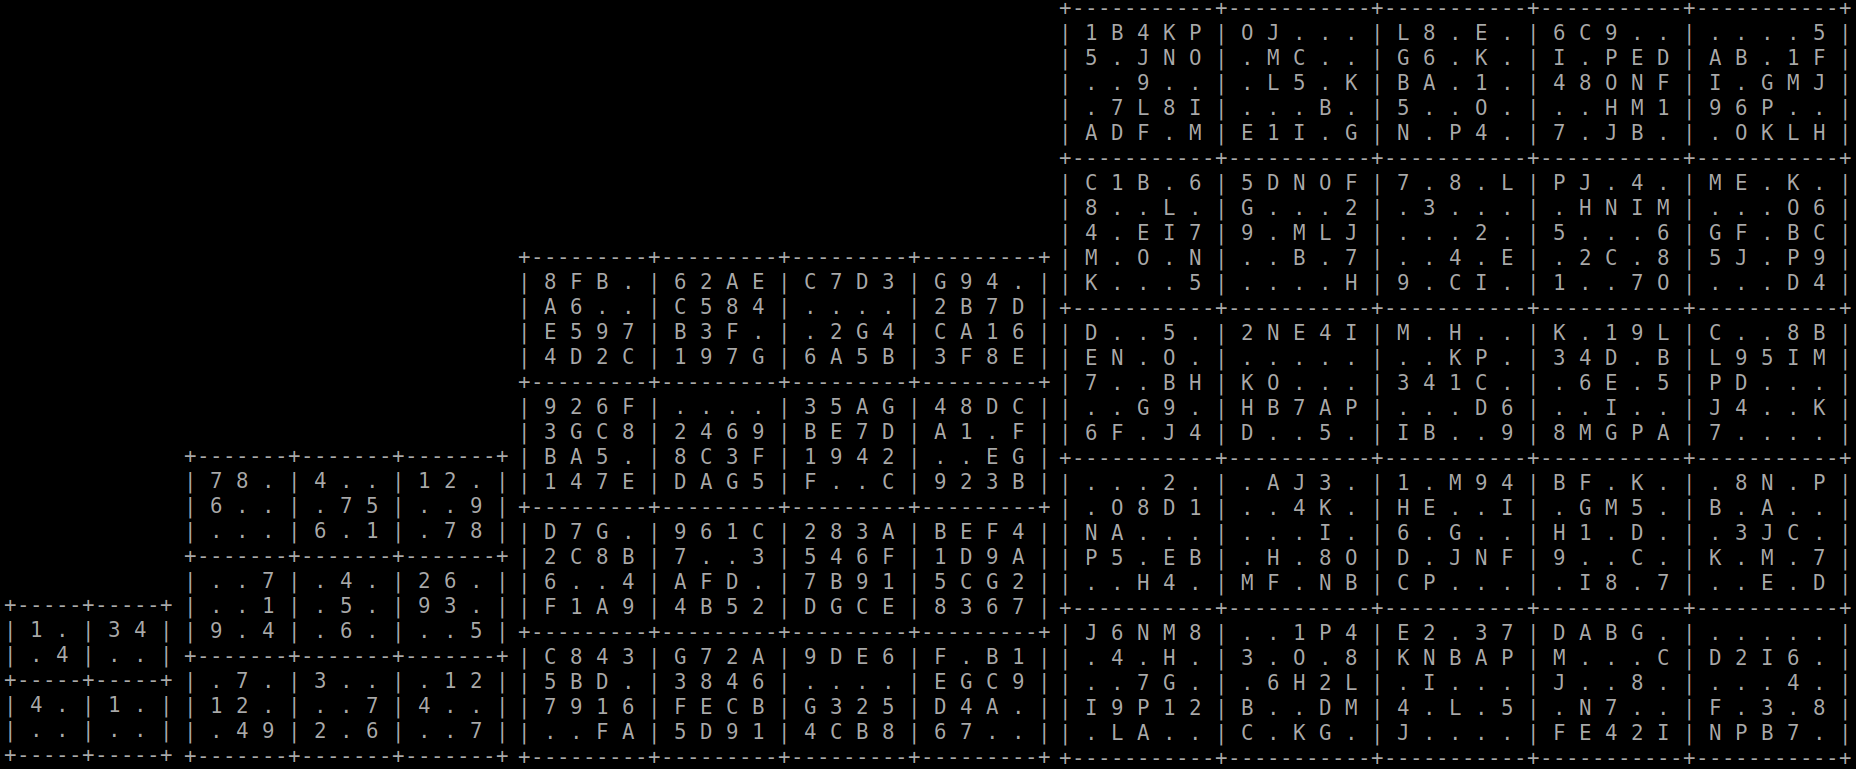 +-----+-----+
| 1 . | 3 4 |
| . 4 | . . |
+-----+-----+
| 4 . | 1 . |
| . . | . . |
+-----+-----+
+-------+-------+-------+
| 7 8 . | 4 . . | 1 2 . |
| 6 . . | . 7 5 | . . 9 |
| . . . | 6 . 1 | . 7 8 |
+-------+-------+-------+
| . . 7 | . 4 . | 2 6 . |
| . . 1 | . 5 . | 9 3 . |
| 9 . 4 | . 6 . | . . 5 |
+-------+-------+-------+
| . 7 . | 3 . . | . 1 2 |
| 1 2 . | . . 7 | 4 . . |
| . 4 9 | 2 . 6 | . . 7 |
+-------+-------+-------+
+---------+---------+---------+---------+
| 8 F B . | 6 2 A E | C 7 D 3 | G 9 4 . |
| A 6 . . | C 5 8 4 | . . . . | 2 B 7 D |
| E 5 9 7 | B 3 F . | . 2 G 4 | C A 1 6 |
| 4 D 2 C | 1 9 7 G | 6 A 5 B | 3 F 8 E |
+---------+---------+---------+---------+
| 9 2 6 F | . . . . | 3 5 A G | 4 8 D C |
| 3 G C 8 | 2 4 6 9 | B E 7 D | A 1 . F |
| B A 5 . | 8 C 3 F | 1 9 4 2 | . . E G |
| 1 4 7 E | D A G 5 | F . . C | 9 2 3 B |
+---------+---------+---------+---------+
| D 7 G . | 9 6 1 C | 2 8 3 A | B E F 4 |
| 2 C 8 B | 7 . . 3 | 5 4 6 F | 1 D 9 A |
| 6 . . 4 | A F D . | 7 B 9 1 | 5 C G 2 |
| F 1 A 9 | 4 B 5 2 | D G C E | 8 3 6 7 |
+---------+---------+---------+---------+
| C 8 4 3 | G 7 2 A | 9 D E 6 | F . B 1 |
| 5 B D . | 3 8 4 6 | . . . . | E G C 9 |
| 7 9 1 6 | F E C B | G 3 2 5 | D 4 A . |
| . . F A | 5 D 9 1 | 4 C B 8 | 6 7 . . |
+---------+---------+---------+---------+
+-----------+-----------+-----------+-----------+-----------+
| 1 B 4 K P | O J . . . | L 8 . E . | 6 C 9 . . | . . . . 5 |
| 5 . J N O | . M C . . | G 6 . K . | I . P E D | A B . 1 F |
| . . 9 . . | . L 5 . K | B A . 1 . | 4 8 O N F | I . G M J |
| . 7 L 8 I | . . . B . | 5 . . O . | . . H M 1 | 9 6 P . . |
| A D F . M | E 1 I . G | N . P 4 . | 7 . J B . | . O K L H |
+-----------+-----------+-----------+-----------+-----------+
| C 1 B . 6 | 5 D N O F | 7 . 8 . L | P J . 4 . | M E . K . |
| 8 . . L . | G . . . 2 | . 3 . . . | . H N I M | . . . O 6 |
| 4 . E I 7 | 9 . M L J | . . . 2 . | 5 . . . 6 | G F . B C |
| M . O . N | . . B . 7 | . . 4 . E | . 2 C . 8 | 5 J . P 9 |
| K . . . 5 | . . . . H | 9 . C I . | 1 . . 7 O | . . . D 4 |
+-----------+-----------+-----------+-----------+-----------+
| D . . 5 . | 2 N E 4 I | M . H . . | K . 1 9 L | C . . 8 B |
| E N . O . | . . . . . | . . K P . | 3 4 D . B | L 9 5 I M |
| 7 . . B H | K O . . . | 3 4 1 C . | . 6 E . 5 | P D . . . |
| . . G 9 . | H B 7 A P | . . . D 6 | . . I . . | J 4 . . K |
| 6 F . J 4 | D . . 5 . | I B . . 9 | 8 M G P A | 7 . . . . |
+-----------+-----------+-----------+-----------+-----------+
| . . . 2 . | . A J 3 . | 1 . M 9 4 | B F . K . | . 8 N . P |
| . O 8 D 1 | . . 4 K . | H E . . I | . G M 5 . | B . A . . |
| N A . . . | . . . I . | 6 . G . . | H 1 . D . | . 3 J C . |
| P 5 . E B | . H . 8 O | D . J N F | 9 . . C . | K . M . 7 |
| . . H 4 . | M F . N B | C P . . . | . I 8 . 7 | . . E . D |
+-----------+-----------+-----------+-----------+-----------+
| J 6 N M 8 | . . 1 P 4 | E 2 . 3 7 | D A B G . | . . . . . |
| . 4 . H . | 3 . O . 8 | K N B A P | M . . . C | D 2 I 6 . |
| . . 7 G . | . 6 H 2 L | . I . . . | J . . 8 . | . . . 4 . |
| I 9 P 1 2 | B . . D M | 4 . L . 5 | . N 7 . . | F . 3 . 8 |
| . L A . . | C . K G . | J . . . . | F E 4 2 I | N P B 7 . |
+-----------+-----------+-----------+-----------+-----------+